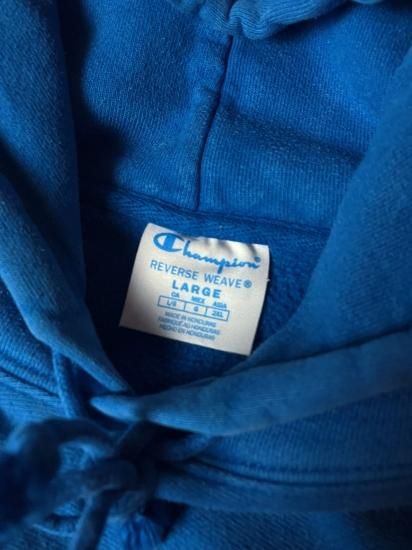 Champion
REVERSE WEAVE®
LARGE
CA MEX ASIA
L/G G 2XL
MADE IN HONDURAS
FABRIQUÉ AU HONDURAS
HECHO EN HONDURAS